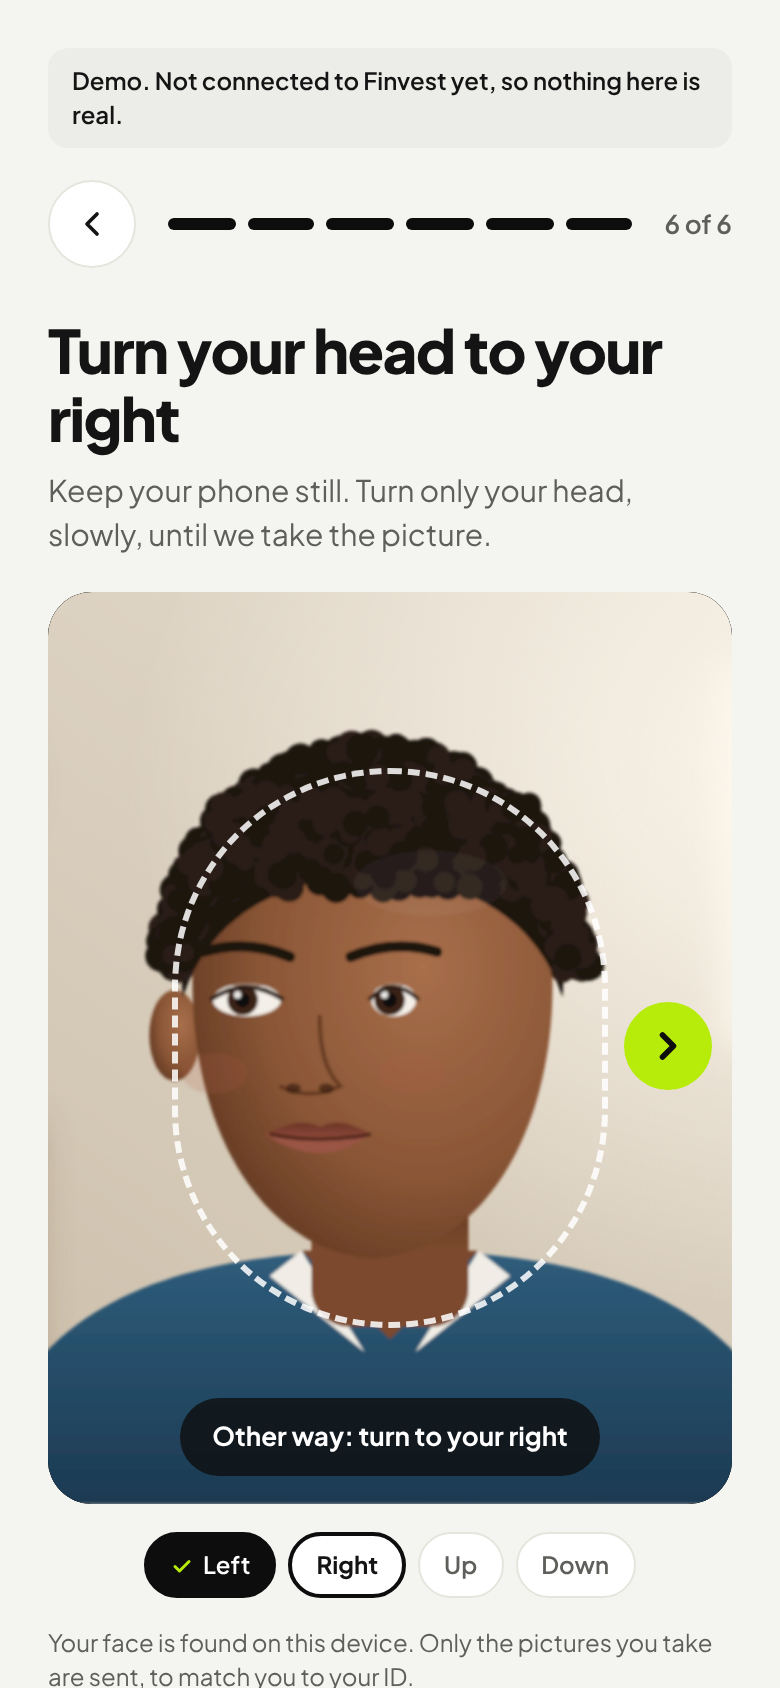 Demo. Not connected to Finvest yet, so nothing here is
real.
6 of 6
Turn your head to your
right
Keep your phone still. Turn only your head,
slowly, until we take the picture.
Other way: turn to your right
Left
Right
Up
Down
Your face is found on this device. Only the pictures you take
are sent, to match you to your ID.